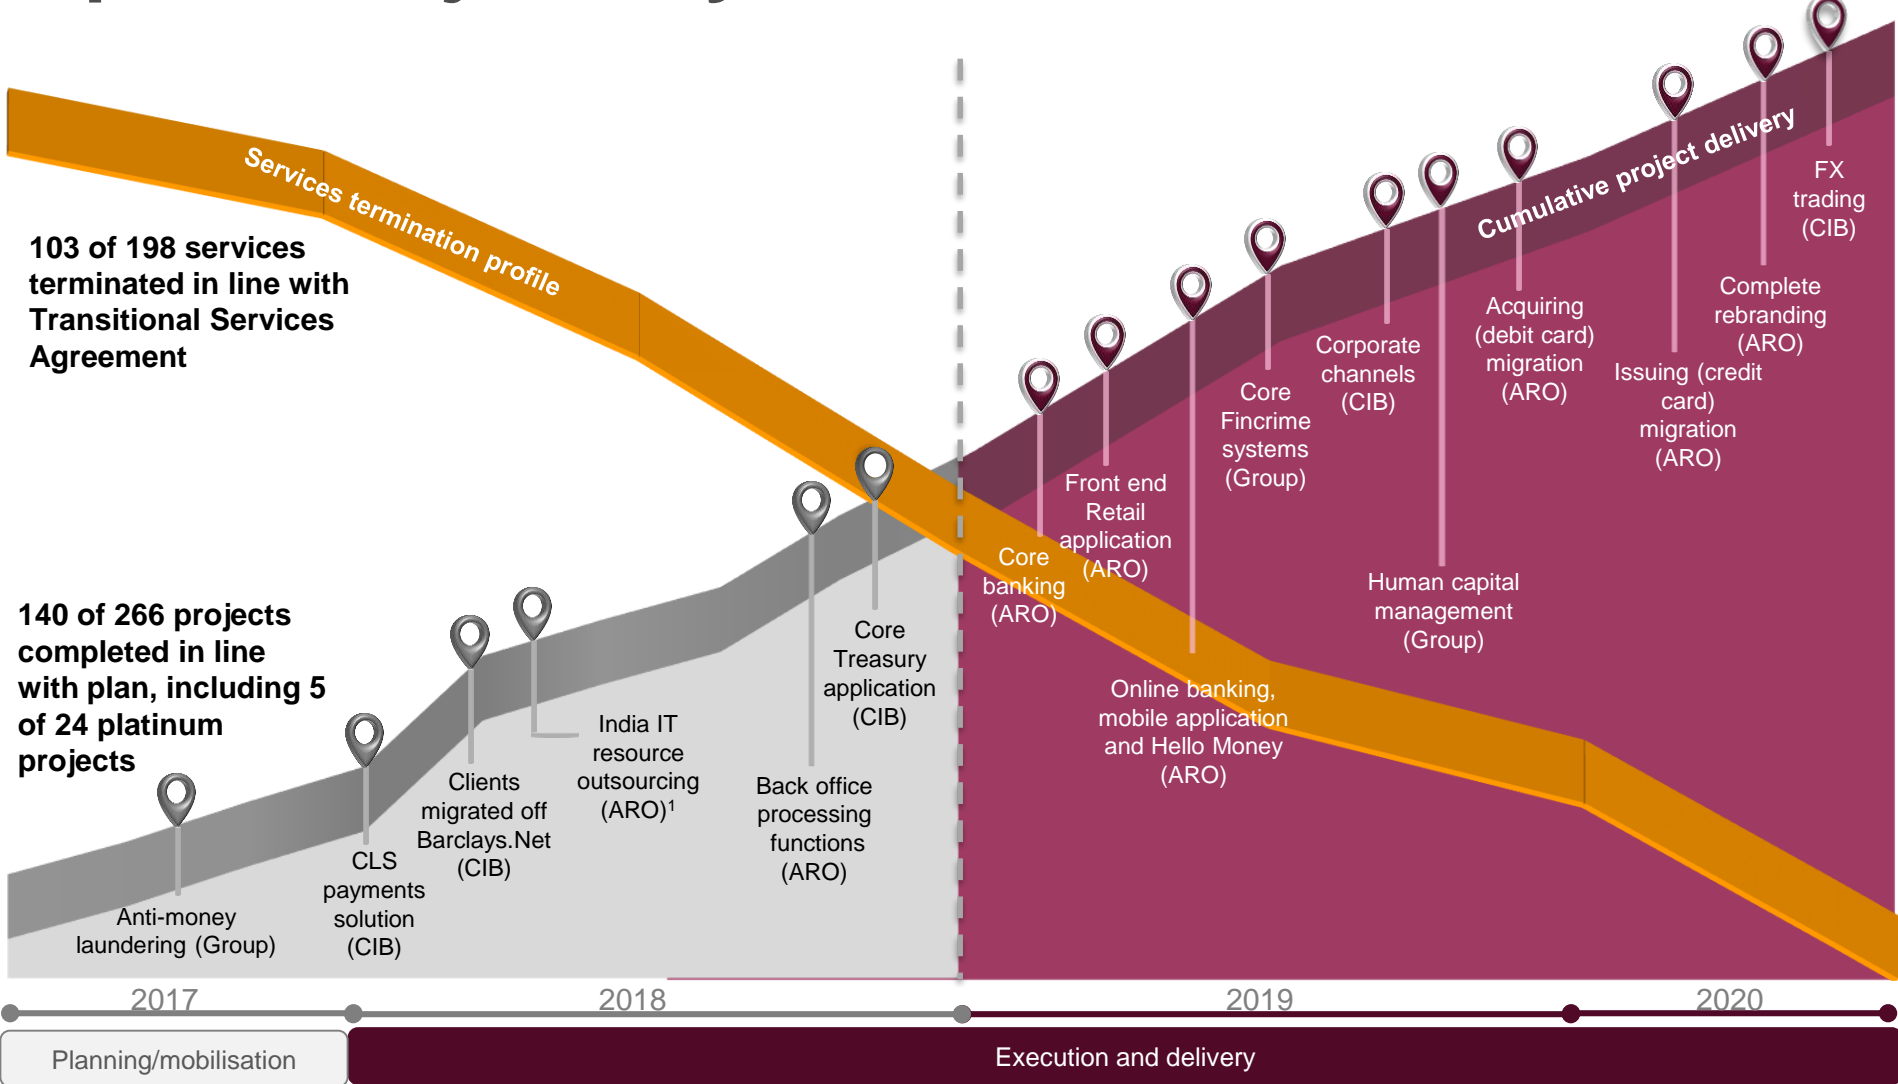 Services termination profile
Cumulative project delivery
103 of 198 services
terminated in line with
Transitional Services
Agreement
140 of 266 projects
completed in line
with plan, including 5
of 24 platinum
projects
Anti-money
laundering (Group)
CLS
payments
solution
(CIB)
Clients
migrated off
Barclays.Net
(CIB)
India IT
resource
outsourcing
(ARO)¹
Back office
processing
functions
(ARO)
Core
Treasury
application
(CIB)
Core
banking
(ARO)
Front end
Retail
application
(ARO)
Online banking,
mobile application
and Hello Money
(ARO)
Core
Fincrime
systems
(Group)
Corporate
channels
(CIB)
Human capital
management
(Group)
Acquiring
(debit card)
migration
(ARO)
Issuing (credit
card)
migration
(ARO)
Complete
rebranding
(ARO)
FX
trading
(CIB)
2017
2018
2019
2020
Planning/mobilisation
Execution and delivery